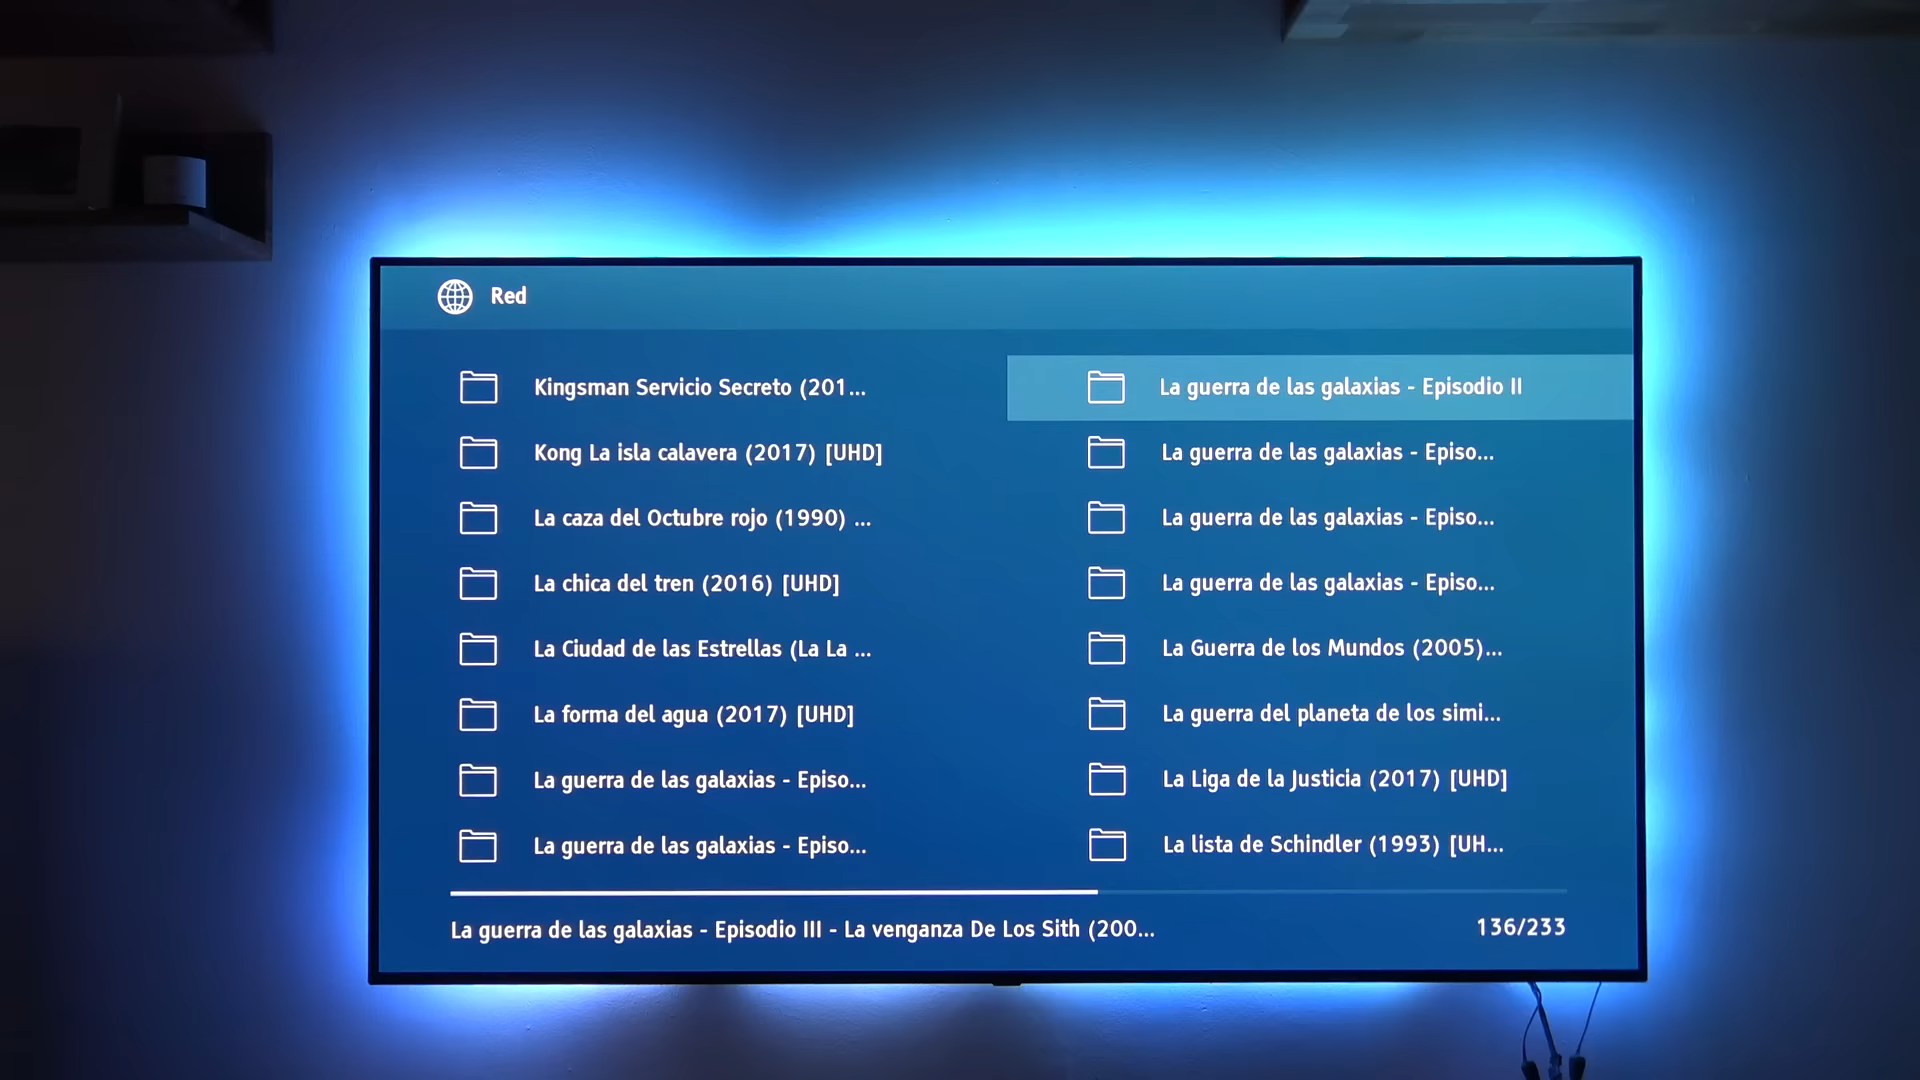 Red
Kingsman Servicio Secreto (201...
Kong La isla calavera (2017) [UHD]
La caza del Octubre rojo (1990) ...
La chica del tren (2016) [UHD]
La Ciudad de las Estrellas (La La ...
La forma del agua (2017) [UHD]
La guerra de las galaxias - Episo...
La guerra de las galaxias - Episo...
La guerra de las galaxias - Episodio II
La guerra de las galaxias - Episo...
La guerra de las galaxias - Episo...
La guerra de las galaxias - Episo...
La Guerra de los Mundos (2005)...
La guerra del planeta de los simi...
La Liga de la Justicia (2017) [UHD]
La lista de Schindler (1993) [UH...
La guerra de las galaxias - Episodio III - La venganza De Los Sith (200...
136/233